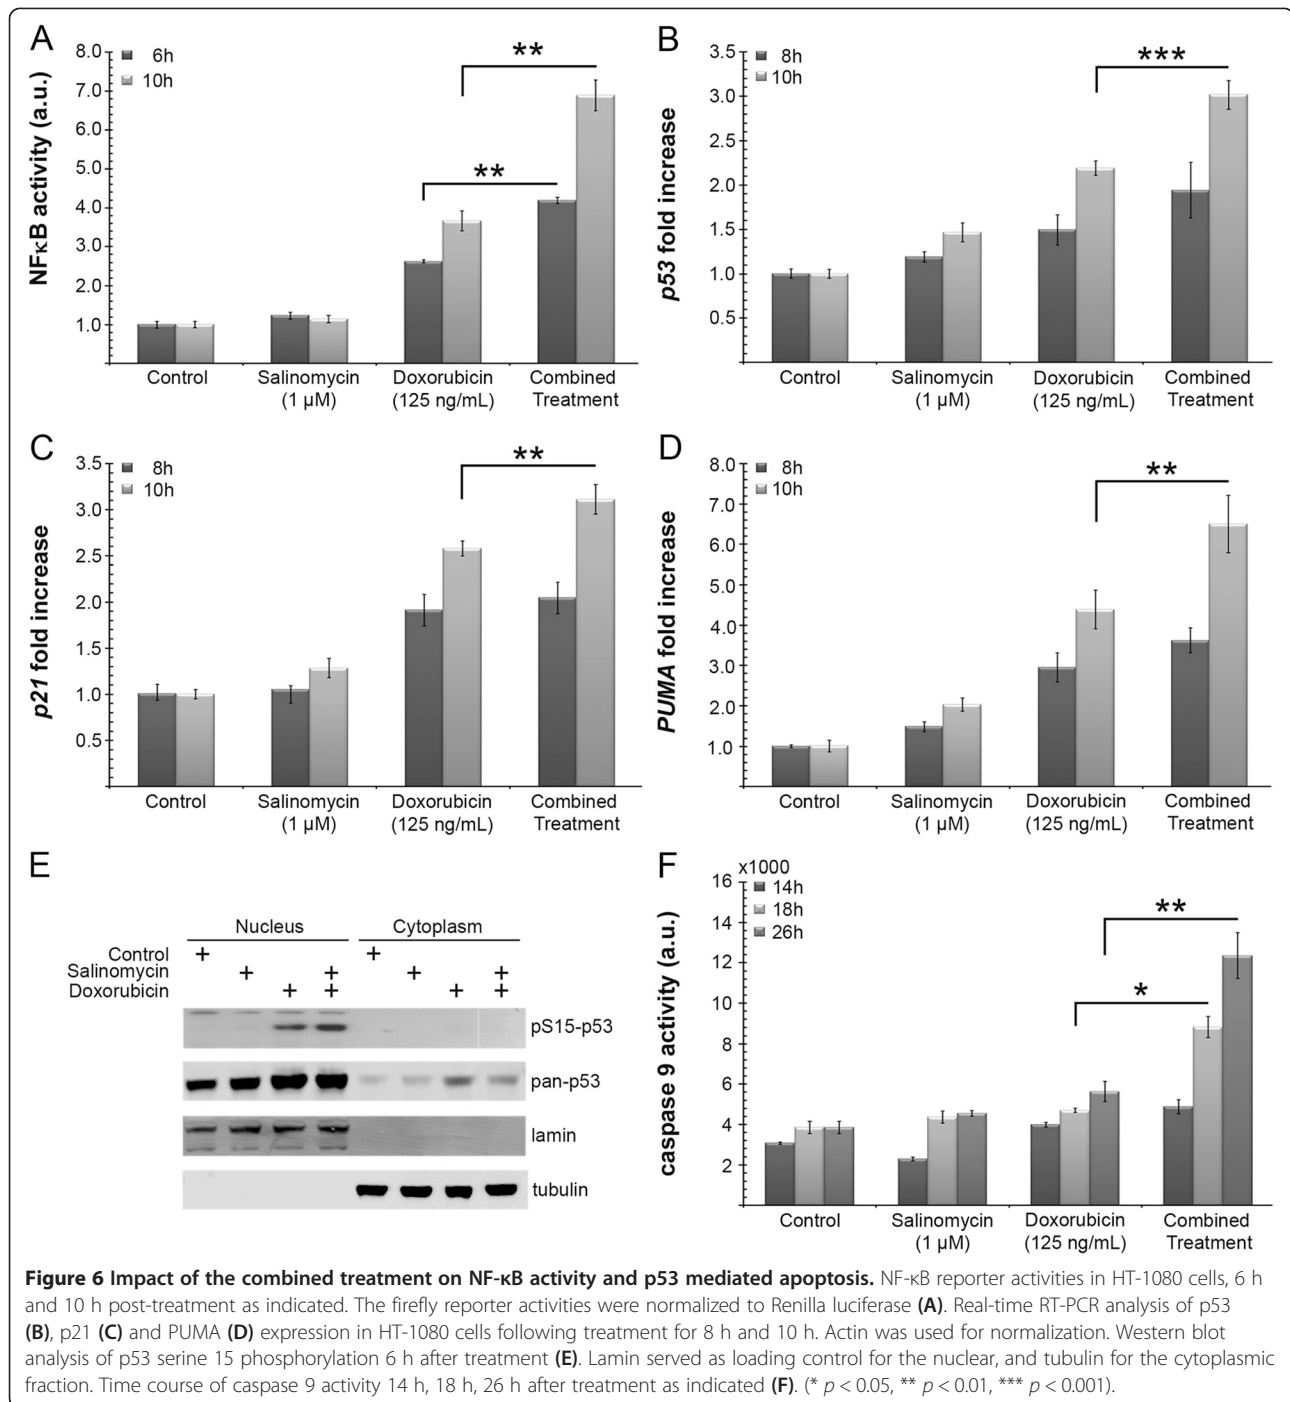 A
6h
10h
**
**
NFκB activity (a.u.)
8.0
7.0
6.0
5.0
4.0
3.0
2.0
1.0
Control
Salinomycin
(1 µM)
Doxorubicin
(125 ng/mL)
Combined
Treatment
B
8h
10h
***
p53 fold increase
3.5
3.0
2.5
2.0
1.5
1.0
0.5
Control
Salinomycin
(1 µM)
Doxorubicin
(125 ng/mL)
Combined
Treatment
C
8h
10h
**
p21 fold increase
3.5
3.0
2.5
2.0
1.5
1.0
0.5
Control
Salinomycin
(1 µM)
Doxorubicin
(125 ng/mL)
Combined
Treatment
D
8h
10h
**
PUMA fold increase
8.0
7.0
6.0
5.0
4.0
3.0
2.0
1.0
Control
Salinomycin
(1 µM)
Doxorubicin
(125 ng/mL)
Combined
Treatment
E
Nucleus Cytoplasm
Control + +
Salinomycin + + + +
Doxorubicin + + + +
pS15-p53
pan-p53
lamin
tubulin
F
x1000
14h
18h
26h
**
*
caspase 9 activity (a.u.)
16
14
12
10
8
6
4
2
Control
Salinomycin
(1 µM)
Doxorubicin
(125 ng/mL)
Combined
Treatment
Figure 6 Impact of the combined treatment on NF-κB activity and p53 mediated apoptosis. NF-κB reporter activities in HT-1080 cells, 6 h
and 10 h post-treatment as indicated. The firefly reporter activities were normalized to Renilla luciferase (A). Real-time RT-PCR analysis of p53
(B), p21 (C) and PUMA (D) expression in HT-1080 cells following treatment for 8 h and 10 h. Actin was used for normalization. Western blot
analysis of p53 serine 15 phosphorylation 6 h after treatment (E). Lamin served as loading control for the nuclear, and tubulin for the cytoplasmic
fraction. Time course of caspase 9 activity 14 h, 18 h, 26 h after treatment as indicated (F). (* p < 0.05, ** p < 0.01, *** p < 0.001).